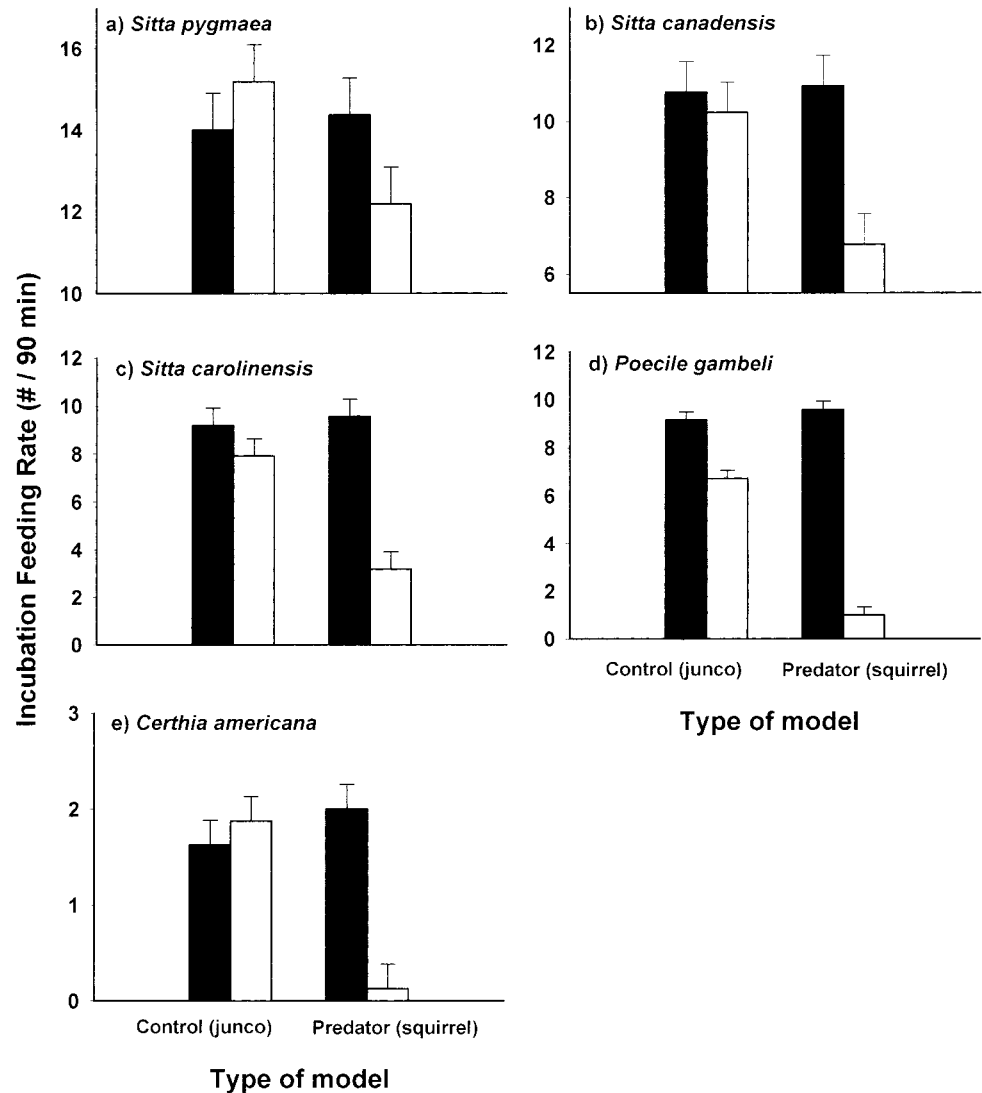 Incubation Feeding Rate (# / 90 min)
a) Sitta pygmaea
16
14
12
10
b) Sitta canadensis
12
10
8
6
c) Sitta carolinensis
12
10
8
6
4
2
0
d) Poecile gambeli
12
10
8
6
4
2
0
Control (junco)
Predator (squirrel)
Type of model
e) Certhia americana
3
2
1
0
Control (junco)
Predator (squirrel)
Type of model